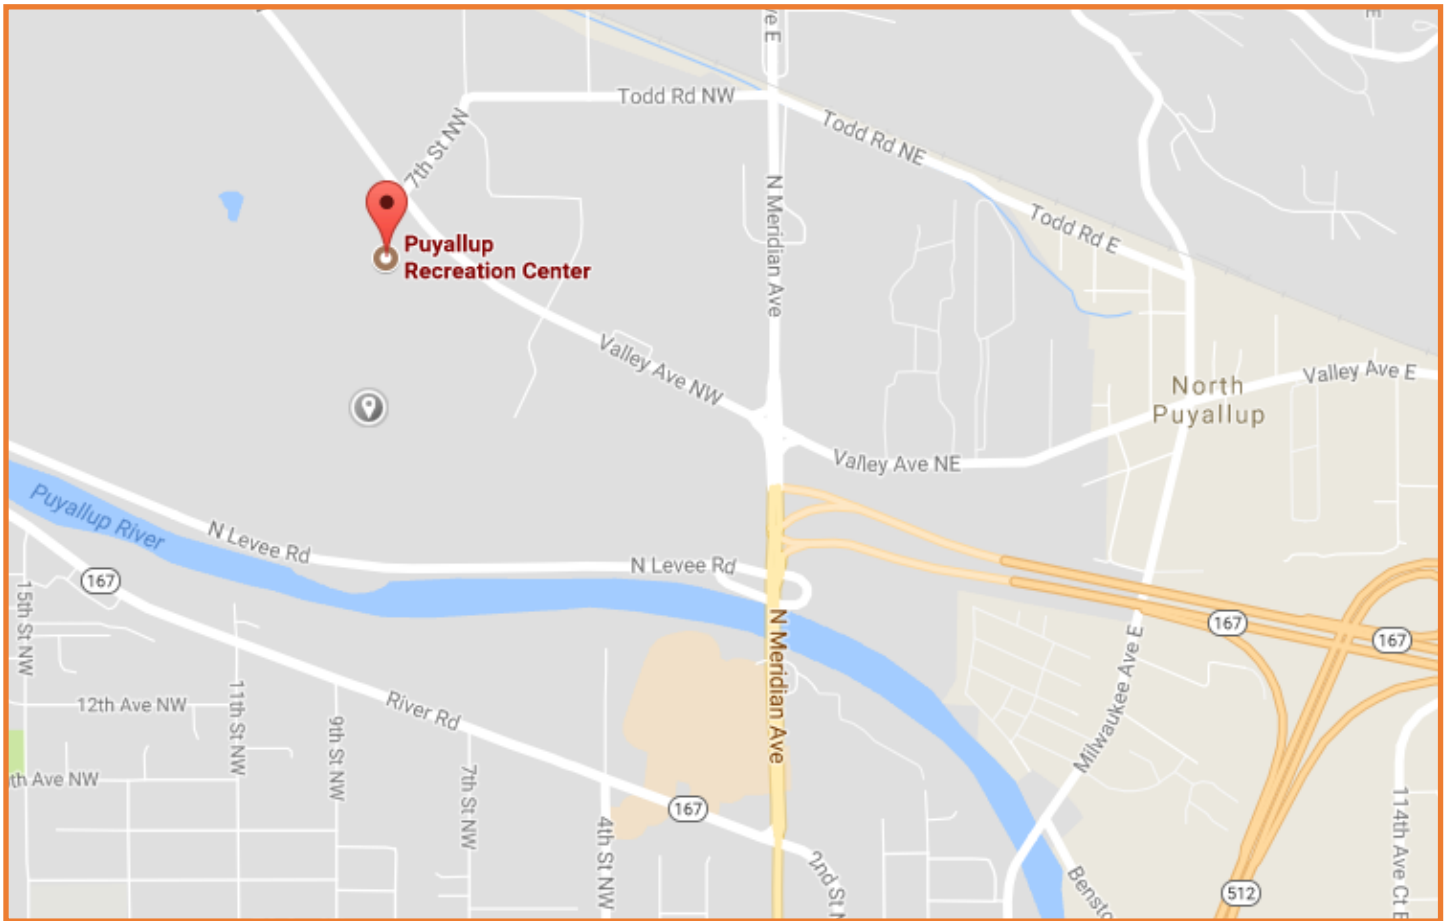 ve E
E
Todd Rd NW
Todd Rd NE
7th St NW
N Meridian Ave
Todd Rd E
Puyallup
Recreation Center
Valley Ave NW
Valley Ave E
North
Puyallup
Valley Ave NE
Puyallup River
N Levee Rd
N Levee Rd
167
15th St NW
167
167
N Meridian Ave
Milwaukee Ave E
12th Ave NW
11th St NW
River Rd
9th St NW
th Ave NW
7th St NW
167
4th St NW
114th Ave Ct E
2nd St N
Bensto
512